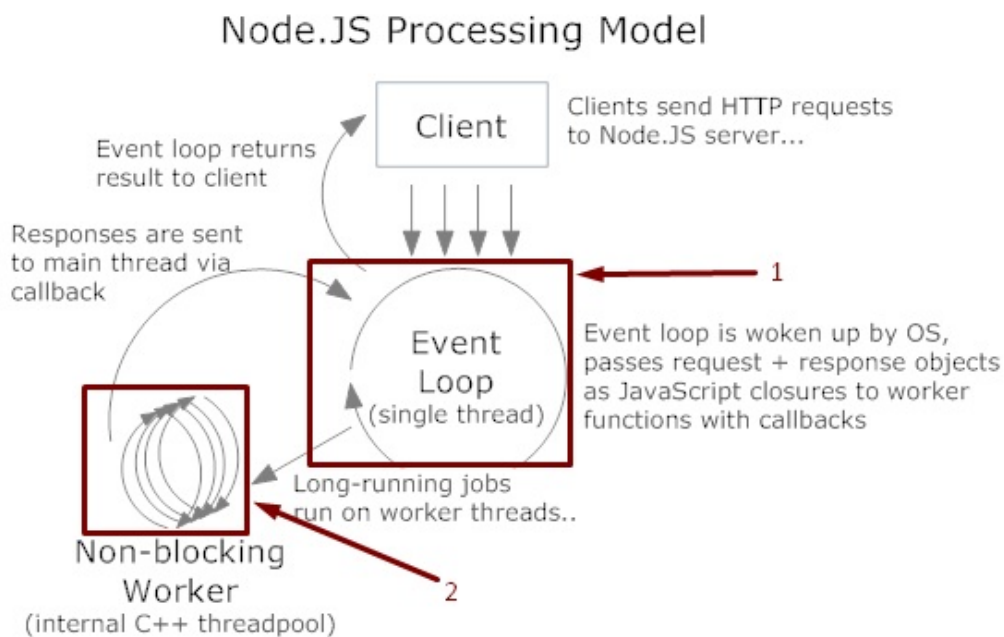 Node.JS Processing Model
Client
Clients send HTTP requests
to Node.JS server...
Event loop returns
result to client
Responses are sent
to main thread via
callback
1
Event
Loop
(single thread)
Event loop is woken up by OS,
passes request + response objects
as JavaScript closures to worker
functions with callbacks
Long-running jobs
run on worker threads..
2
Non-blocking
Worker
(internal C++ threadpool)